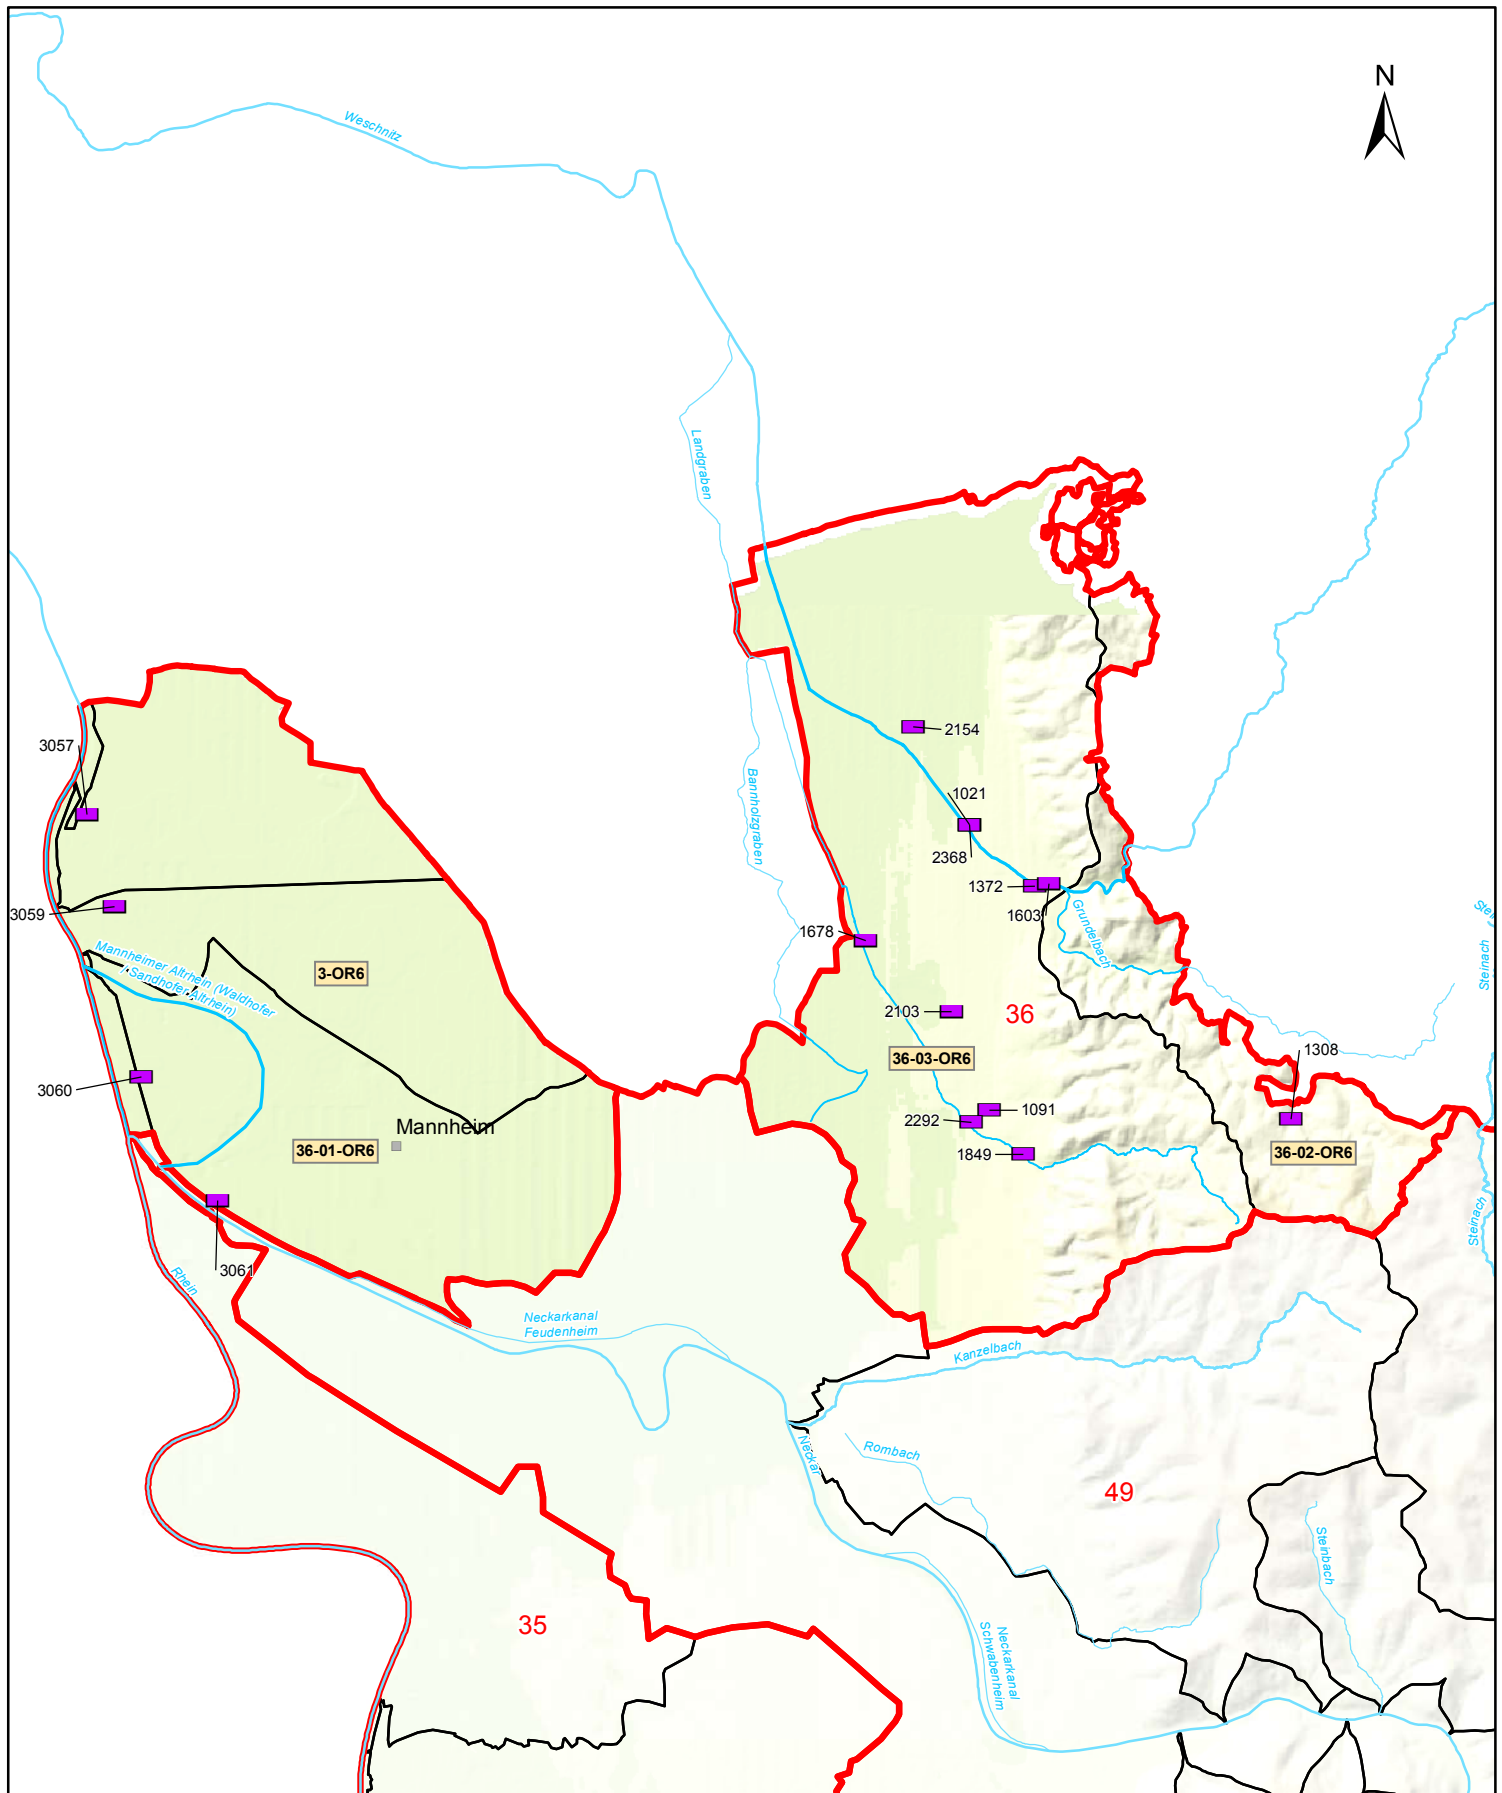 N
Weschnitz
Landgraben
3057
2154
Bannholzgraben
1021
2368
1372
1603
3059
Grundelbach
1678
Steinach
Mannheimer Altrhein (Waldhofer
/ Sandhofer Altrhein)
3-OR6
2103
36
36-03-OR6
1308
3060
1091
2292
Mannheim
36-01-OR6
1849
36-02-OR6
Steinach
3061
Rhein
Neckarkanal
Feudenheim
Kanzelbach
Neckar
Rombach
49
Steinbach
35
Neckarkanal
Schwabenheim